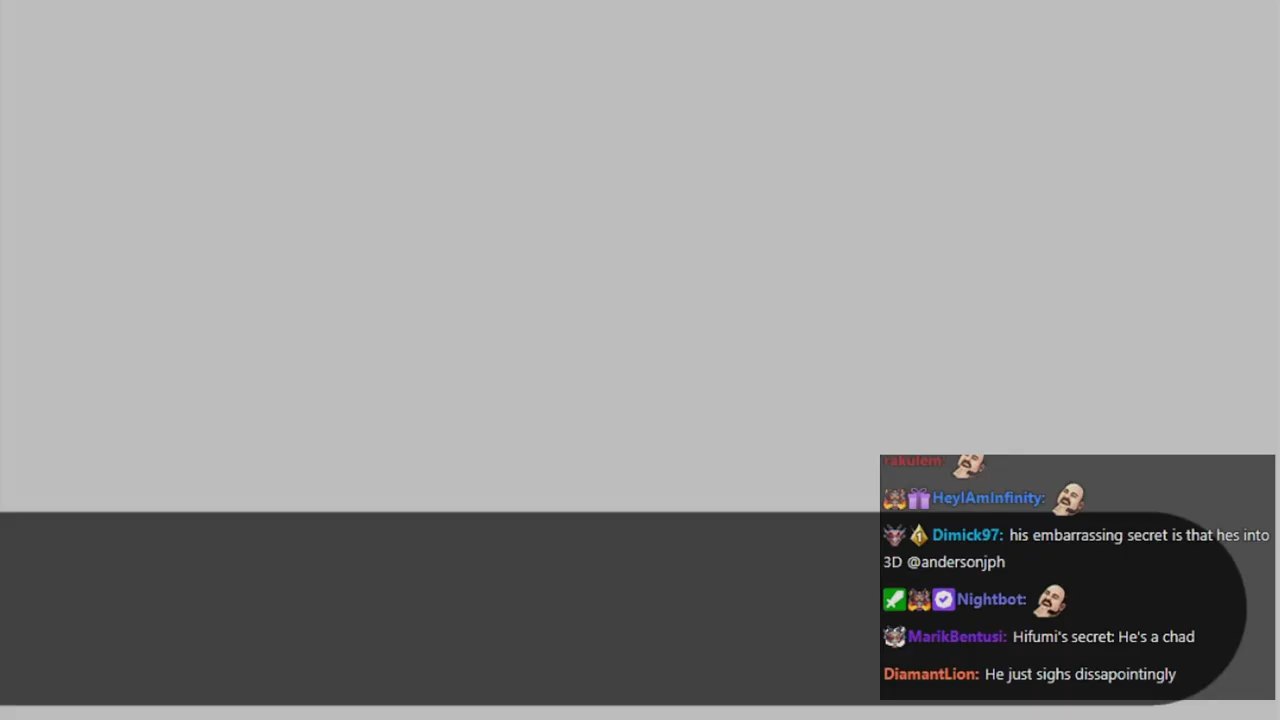 rakulem:
HeyIAmInfinity:
Dimick97: his embarrassing secret is that hes into
3D @andersonjph
Nightbot:
MarikBentusi: Hifumi's secret: He's a chad
DiamantLion: He just sighs dissapointingly